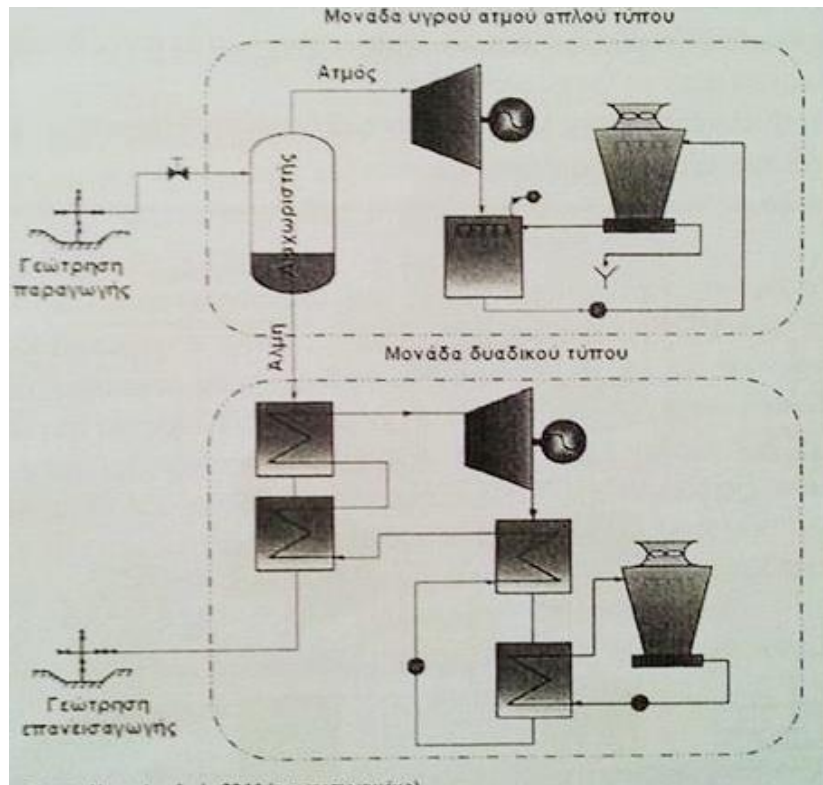 Μονάδα υγρού ατμού απλού τύπου
Ατμός
Διαχωριστής
Γεώτρηση
παραγωγής
Άλμη
Μονάδα δυαδικού τύπου
Γεώτρηση
επανεισαγωγής